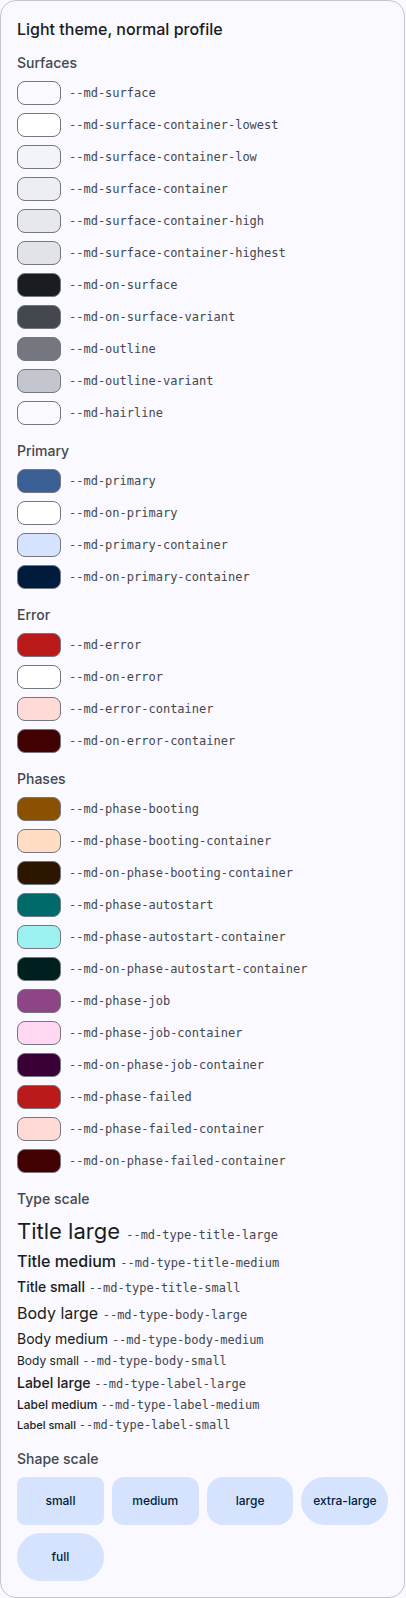 Light theme, normal profile
Surfaces
--md-surface
--md-surface-container-lowest
--md-surface-container-low
--md-surface-container
--md-surface-container-high
--md-surface-container-highest
--md-on-surface
--md-on-surface-variant
--md-outline
--md-outline-variant
--md-hairline
Primary
--md-primary
--md-on-primary
--md-primary-container
--md-on-primary-container
Error
--md-error
--md-on-error
--md-error-container
--md-on-error-container
Phases
--md-phase-booting
--md-phase-booting-container
--md-on-phase-booting-container
--md-phase-autostart
--md-phase-autostart-container
--md-on-phase-autostart-container
--md-phase-job
--md-phase-job-container
--md-on-phase-job-container
--md-phase-failed
--md-phase-failed-container
--md-on-phase-failed-container
Type scale
Title large --md-type-title-large
Title medium --md-type-title-medium
Title small --md-type-title-small
Body large --md-type-body-large
Body medium --md-type-body-medium
Body small --md-type-body-small
Label large --md-type-label-large
Label medium --md-type-label-medium
Label small --md-type-label-small
Shape scale
small medium large extra-large
full